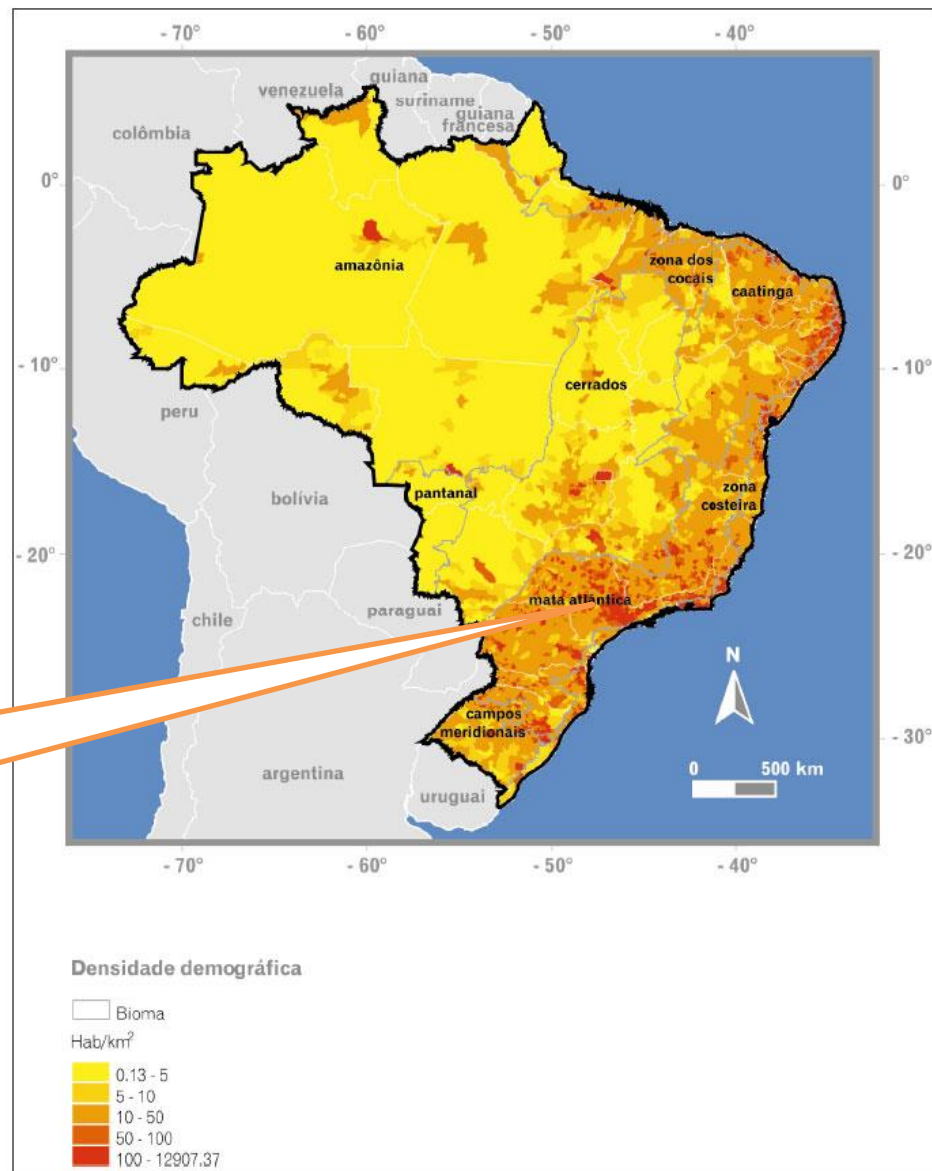 - 70°
- 60°
- 50°
- 40°
guiana
venezuela
suriname
guiana
francesa
colômbia
0°
0°
amazônia
zona dos
cocais
caatinga
- 10°
- 10°
cerrados
peru
bolívia
pantanal
zona
costeira
- 20°
- 20°
mata atlântica
paraguai
chile
N
campos
meridionais
- 30°
0
500 km
argentina
uruguai
- 70°
- 60°
- 50°
- 40°
Densidade demográfica
Bioma
Hab/km²
0.13 - 5
5 - 10
10 - 50
50 - 100
100 - 12907.37